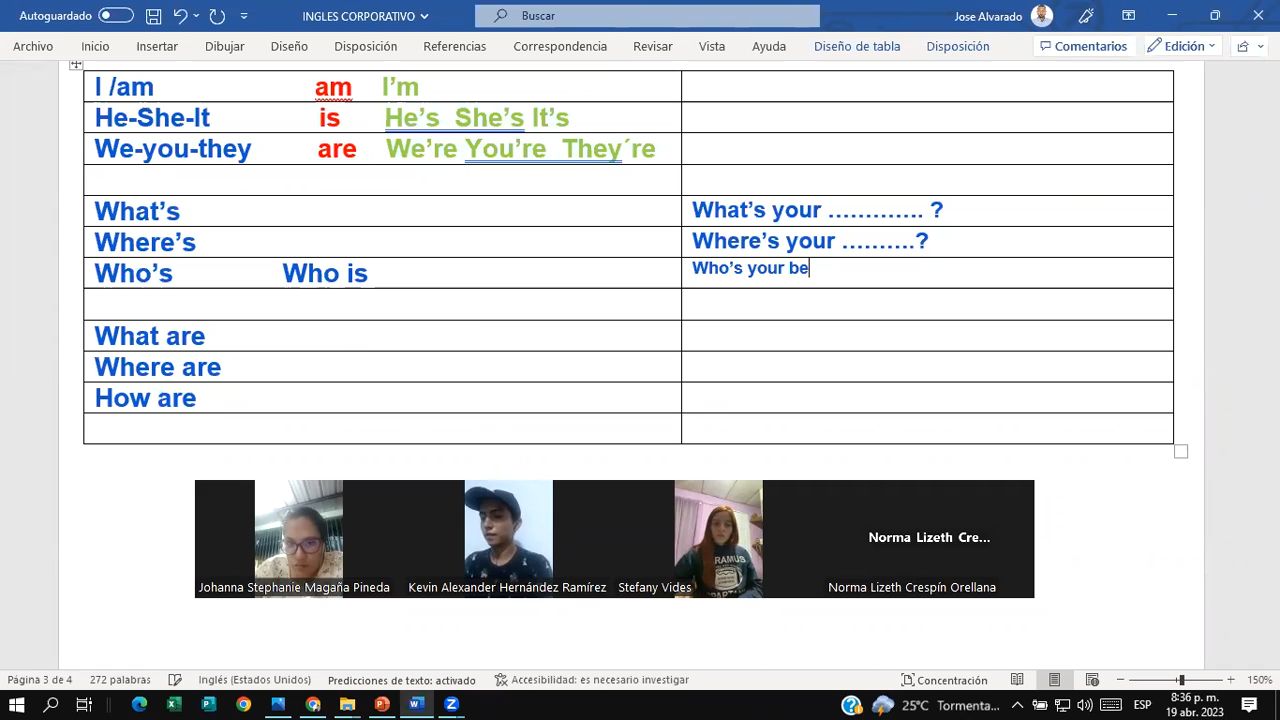 Autoguardado
INGLES CORPORATIVO
Buscar
Jose Alvarado
Archivo Inicio Insertar Dibujar Diseño Disposición Referencias Correspondencia Revisar Vista Ayuda Diseño de tabla Disposición Comentarios Edición
I /am am I’m
He-She-It is He’s She’s It’s
We-you-they are We’re You’re They´re
What’s What’s your …………. ?
Where’s Where’s your ……….?
Who’s Who is Who’s your be
What are
Where are
How are
Norma Lizeth Cre...
Johanna Stephanie Magaña Pineda Kevin Alexander Hernández Ramírez Stefany Vides Norma Lizeth Crespín Orellana
Página 3 de 4 272 palabras Inglés (Estados Unidos) Predicciones de texto: activado Accesibilidad: es necesario investigar Concentración 150%
25°C Tormenta... ESP 8:36 p. m.
19 abr. 2023